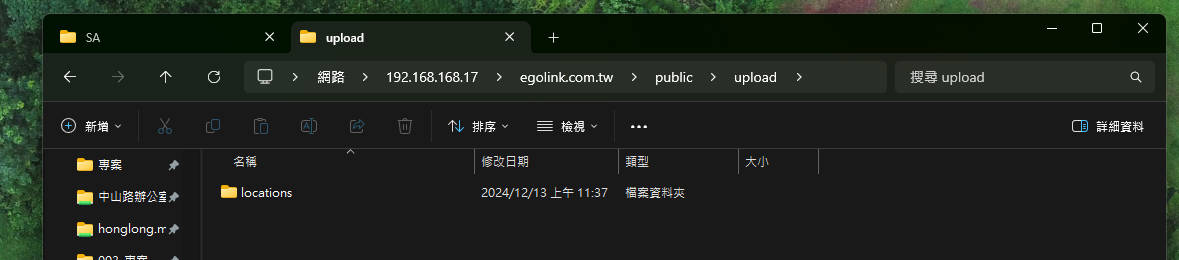 SA
upload
網路 192.168.168.17 egolink.com.tw public upload
搜尋 upload
新增 排序 檢視 詳細資料
名稱 修改日期 類型 大小
專案
locations 2024/12/13 上午 11:37 檔案資料夾
中山路辦公室
honglong.m
003 專案